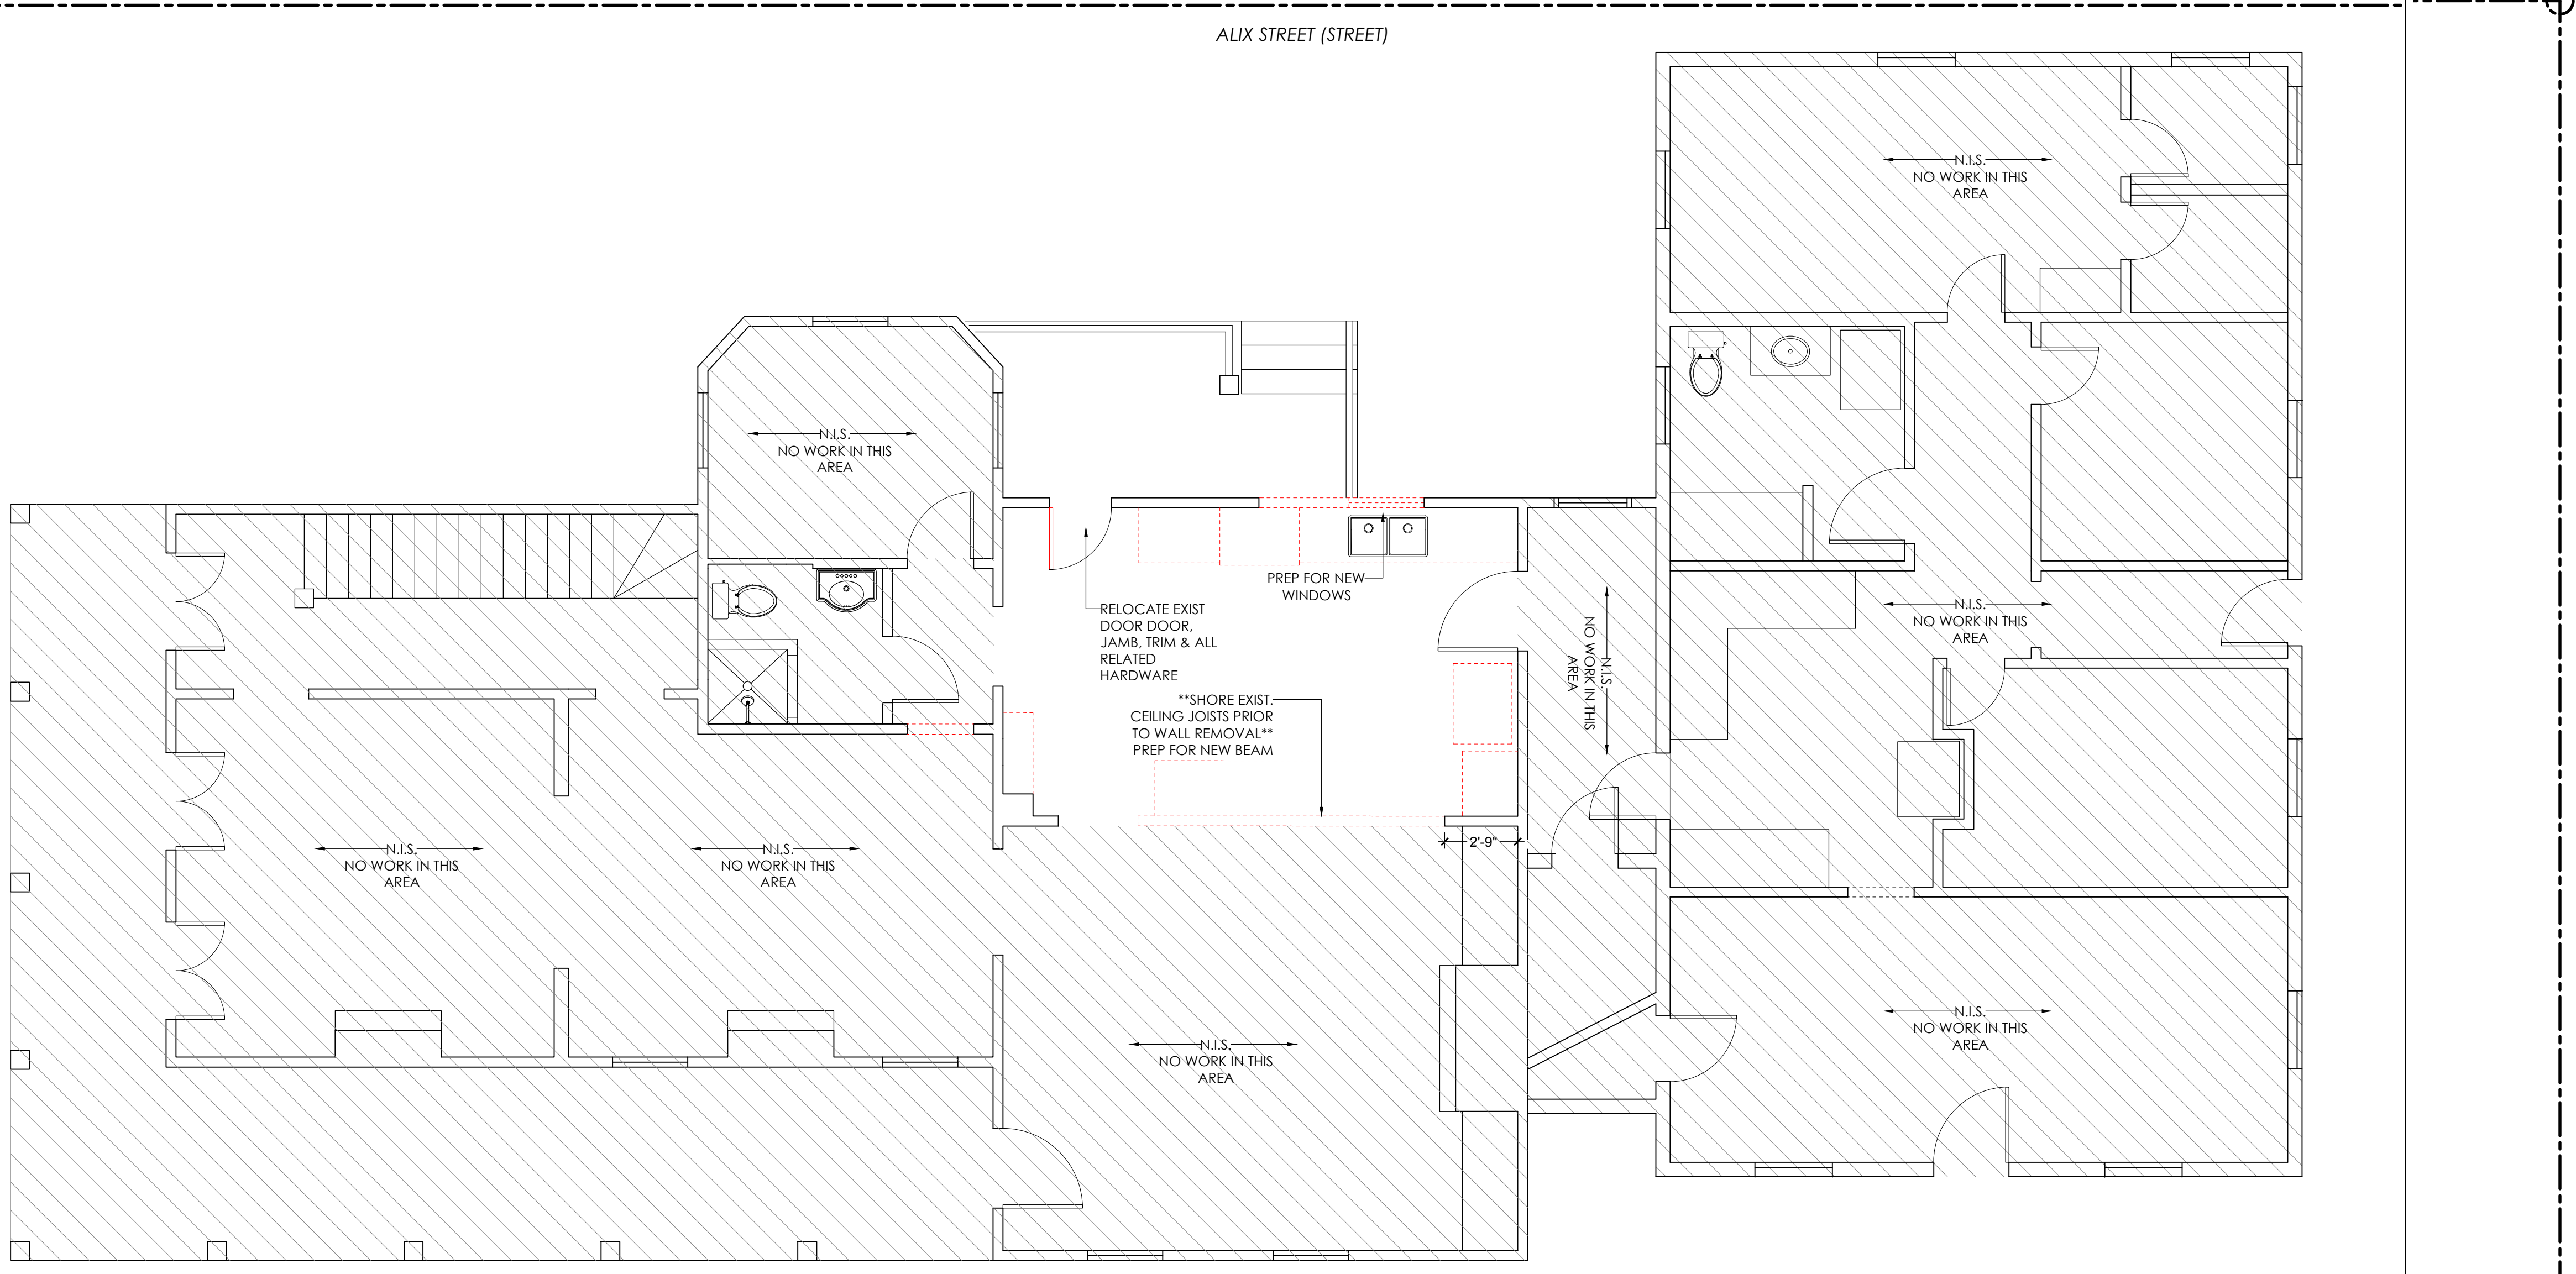 ALIX STREET (STREET)
N.I.S.
NO WORK IN THIS
AREA
N.I.S.
NO WORK IN THIS
AREA
PREP FOR NEW
WINDOWS
RELOCATE EXIST
DOOR DOOR,
JAMB, TRIM & ALL
RELATED
HARDWARE
N.I.S.
NO WORK IN THIS
AREA
N.I.S.
NO WORK IN THIS
AREA
**SHORE EXIST.
CEILING JOISTS PRIOR
TO WALL REMOVAL**
PREP FOR NEW BEAM
2'-9"
N.I.S.
NO WORK IN THIS
AREA
N.I.S.
NO WORK IN THIS
AREA
N.I.S.
NO WORK IN THIS
AREA
N.I.S.
NO WORK IN THIS
AREA